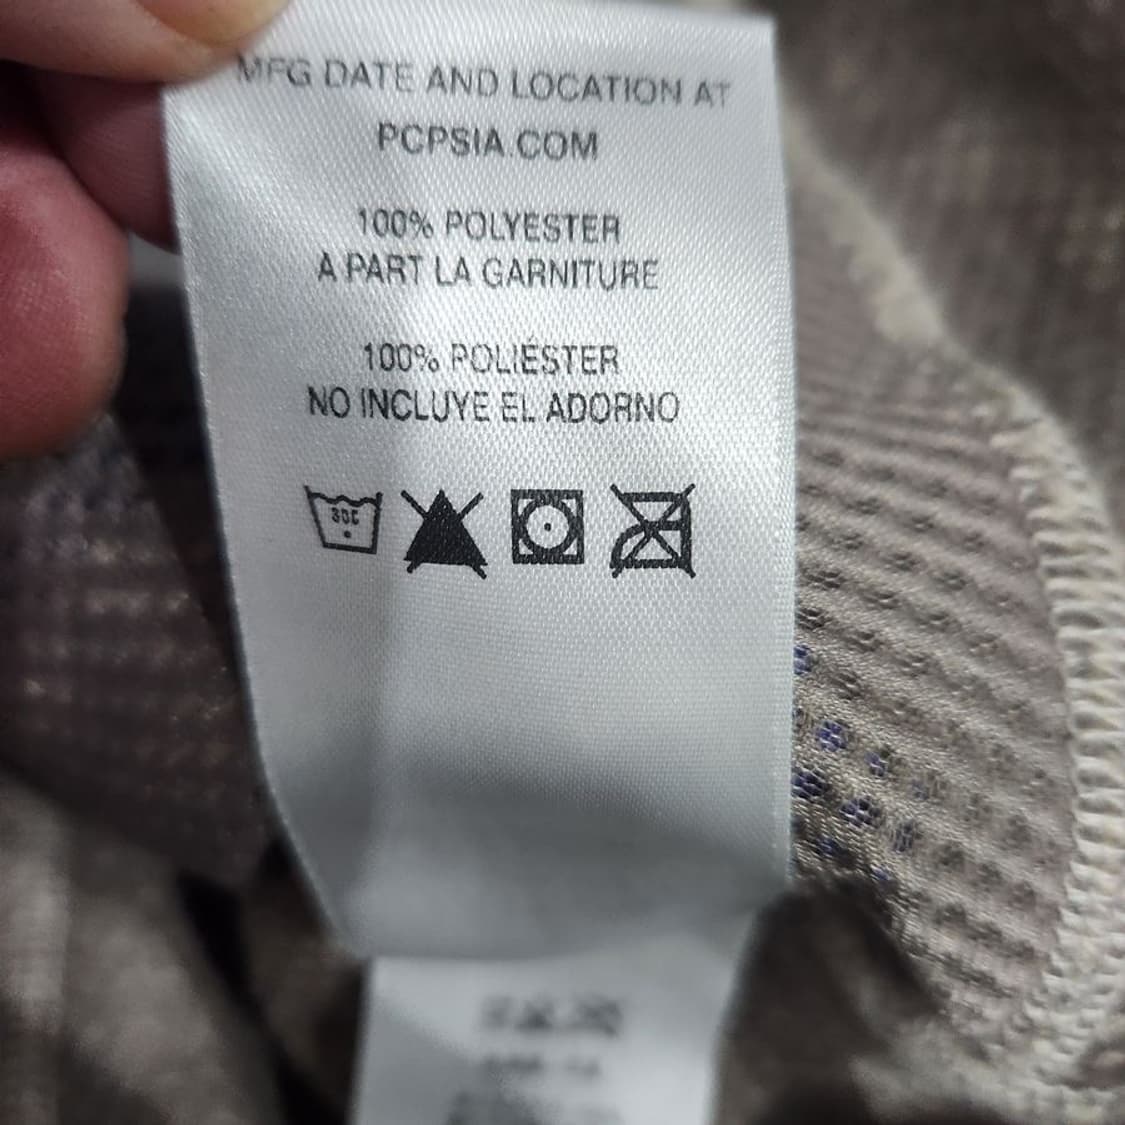 MFG DATE AND LOCATION AT
PCPSIA.COM
100% POLYESTER
A PART LA GARNITURE
100% POLIESTER
NO INCLUYE EL ADORNO
30C